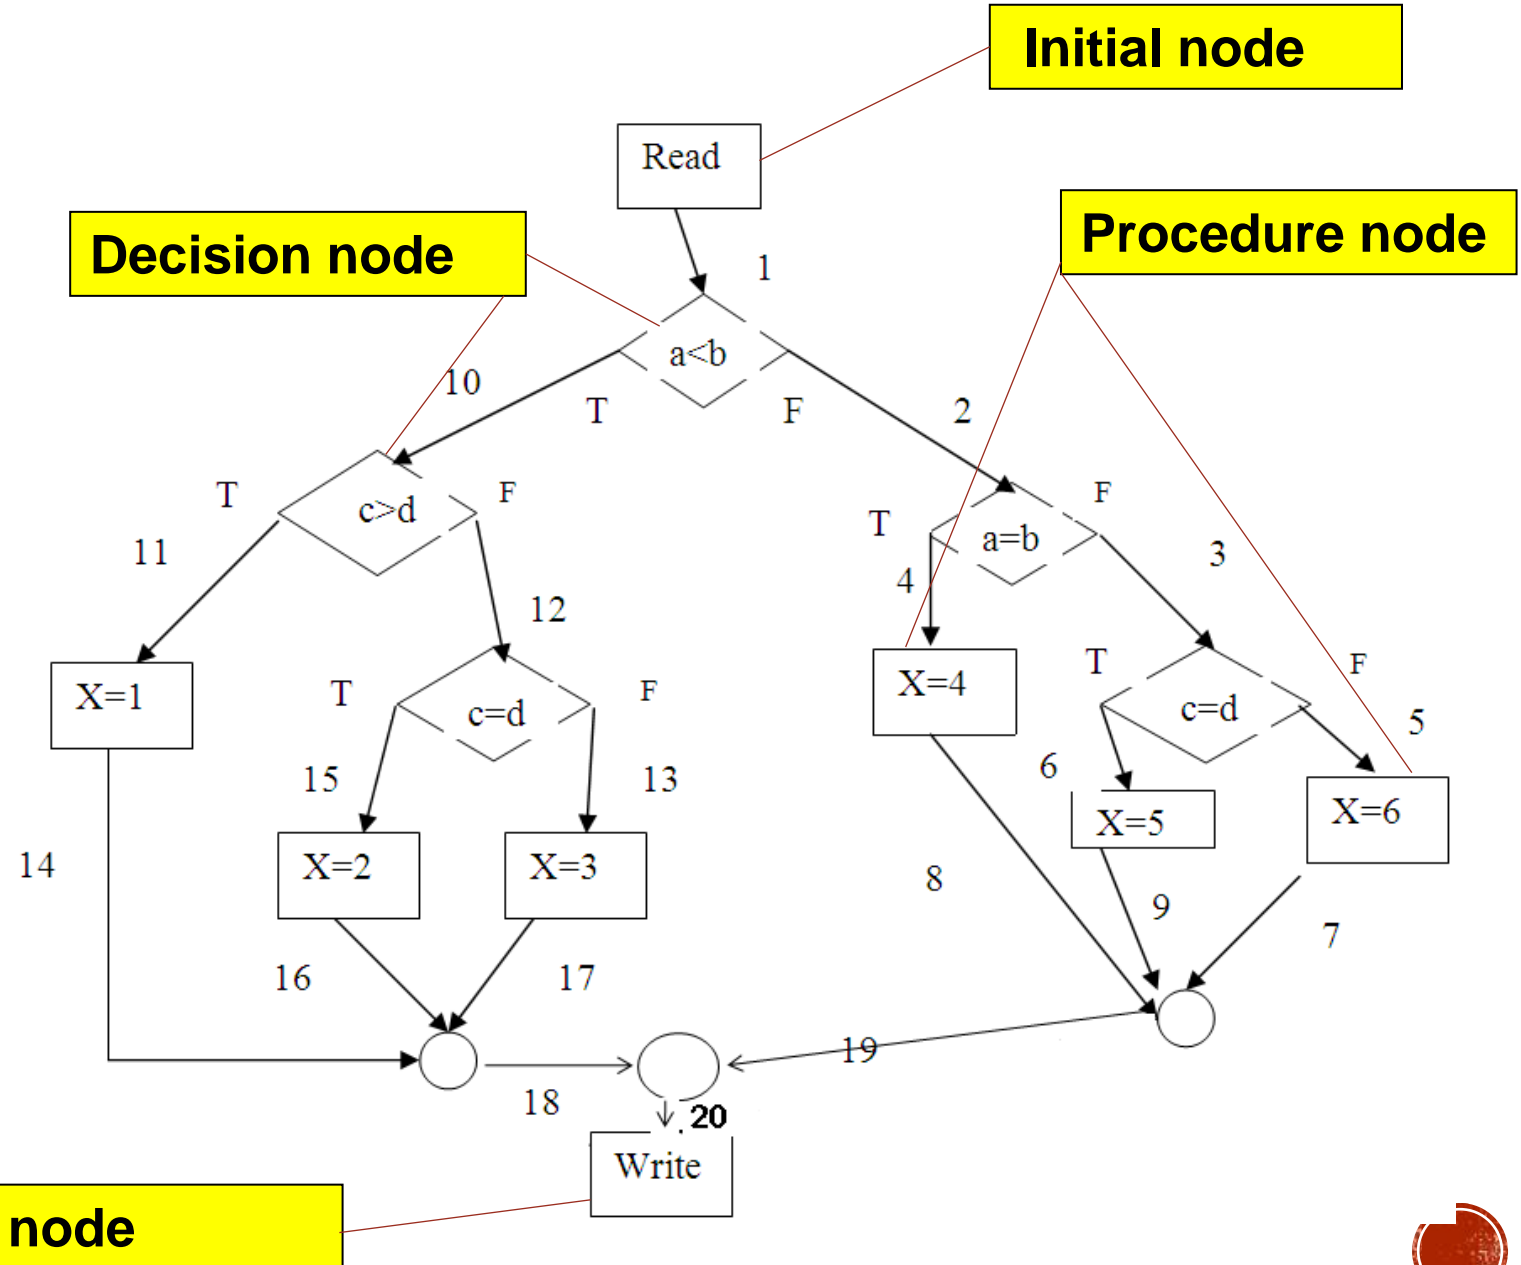 Initial node
Read
Procedure node
Decision node
1
a<b
10
T
F
2
T
c>d
F
T
a=b
F
11
4
3
12
T
F
X=1
T
c=d
F
X=4
c=d
5
15
13
6
X=5
X=6
14
X=2
X=3
8
9
7
16
17
19
18
20
Write
node